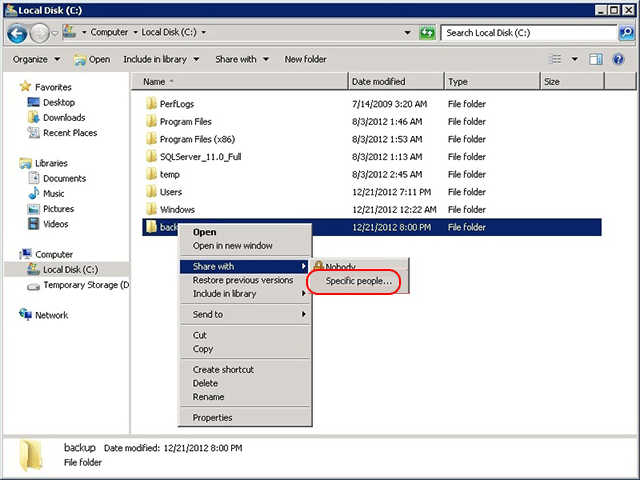 Local Disk (C:)
Computer Local Disk (C:) Search Local Disk (C:)
Organize Open Include in library Share with New folder
Name Date modified Type Size
Favorites
Desktop
Downloads
Recent Places
Libraries
Documents
Music
Pictures
Videos
Computer
Local Disk (C:)
Temporary Storage (D
Network
PerfLogs 7/14/2009 3:20 AM File folder
Program Files 8/3/2012 1:46 AM File folder
Program Files (x86) 8/3/2012 1:53 AM File folder
SQLServer_11.0_Full 8/3/2012 1:13 AM File folder
temp 8/3/2012 2:45 AM File folder
Users 12/21/2012 7:11 PM File folder
Windows 12/21/2012 12:22 AM File folder
back 12/21/2012 8:00 PM File folder
Open
Open in new window
Share with
Restore previous versions
Include in library
Send to
Cut
Copy
Create shortcut
Delete
Rename
Properties
Nobody
Specific people...
backup Date modified: 12/21/2012 8:00 PM
File folder